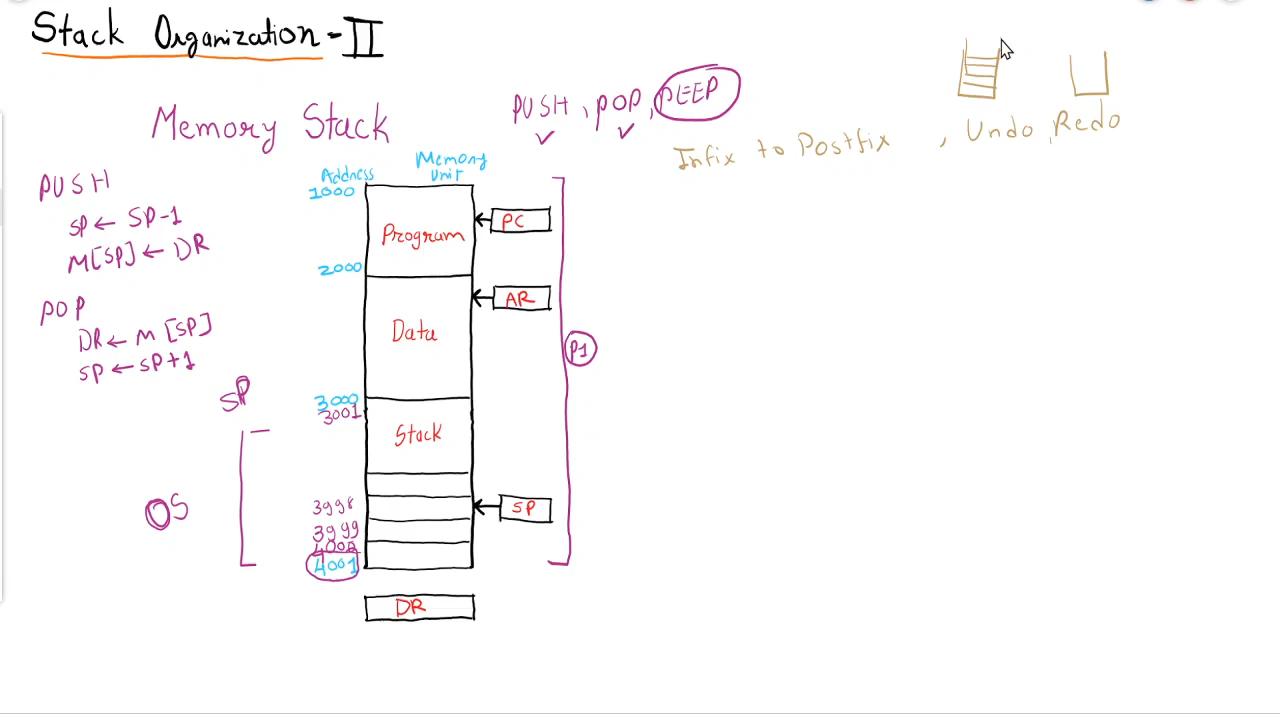 Stack Organization - II
Memory Stack
PUSH, POP, PEEP
Infix to Postfix, Undo, Redo
PUSH
SP ← SP-1
M[SP] ← DR
POP
DR ← M [SP]
SP ← SP+1
SP
OS
Address
Memory Unit
1000
Program
PC
2000
AR
Data
P1
3000
3001
Stack
3998
SP
3999
4001
DR